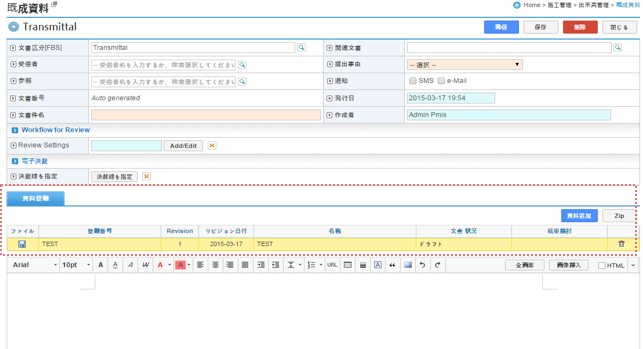 既成資料
Home > 施工管理 > 出来高管理 > 既成資料
Transmittal
発信 保存 削除 閉じる
文書区分[FBS] Transmittal 関連文書
受信者 -- 受信者名を入力するか、検索選択してください 提出事由 -- 選択 --
参照 -- 受信者名を入力するか、検索選択してください 通知 SMS e-Mail
文書番号 Auto generated 発行日 2015-03-17 19:54
文書件名 作成者 Admin Pmis
Workflow for Review
Review Settings Add/Edit
電子決裁
決裁線を指定 決裁線を指定
資料登録
資料追加 Zip
ファイル 登録番号 Revision リビジョン日付 名称 文書 状況 結果検討
TEST 1 2015-03-17 TEST ドラフト
Arial 10pt A A A W A A URL A 全画面 画像挿入 HTML